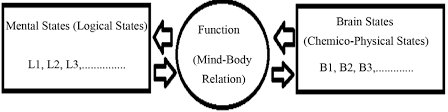 Mental States (Logical States)
L1, L2, L3,...............
Function
(Mind-Body
Relation)
Brain States
(Chemico-Physical States)
B1, B2, B3,.............